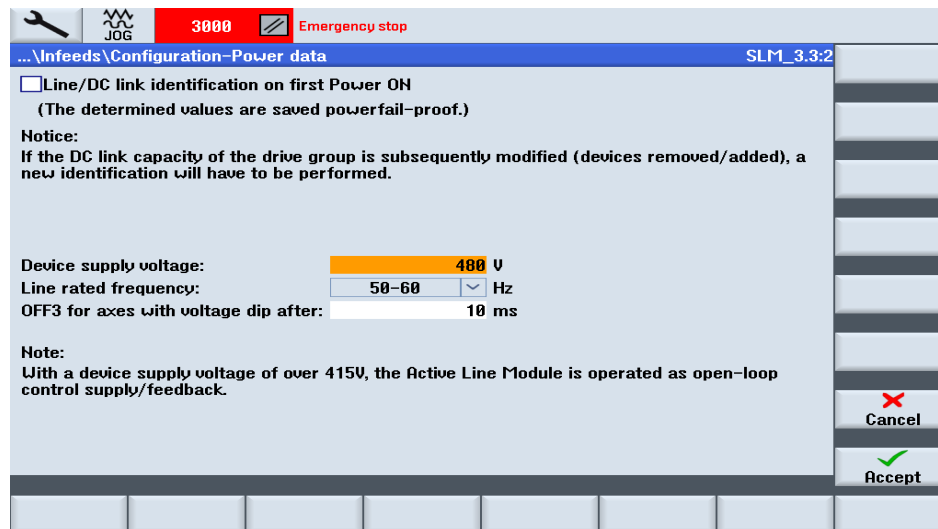 JOG
3000
Emergency stop
...\Infeeds\Configuration-Power data
SLM_3.3:2
Line/DC link identification on first Power ON
(The determined values are saved powerfail-proof.)
Notice:
If the DC link capacity of the drive group is subsequently modified (devices removed/added), a
new identification will have to be performed.
Device supply voltage: 480 V
Line rated frequency: 50-60 Hz
OFF3 for axes with voltage dip after: 10 ms
Note:
With a device supply voltage of over 415V, the Active Line Module is operated as open-loop
control supply/feedback.
Cancel
Accept